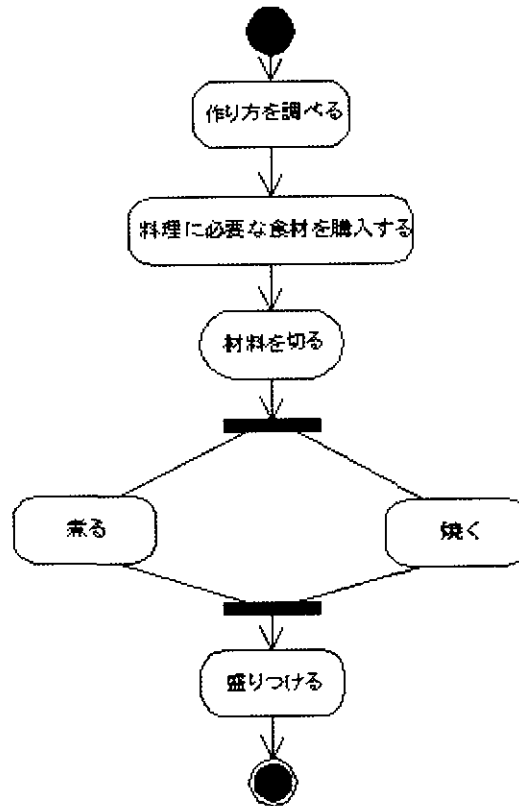 作り方を調べる
料理に必要な食材を購入する
材料を切る
煮る
焼く
盛りつける